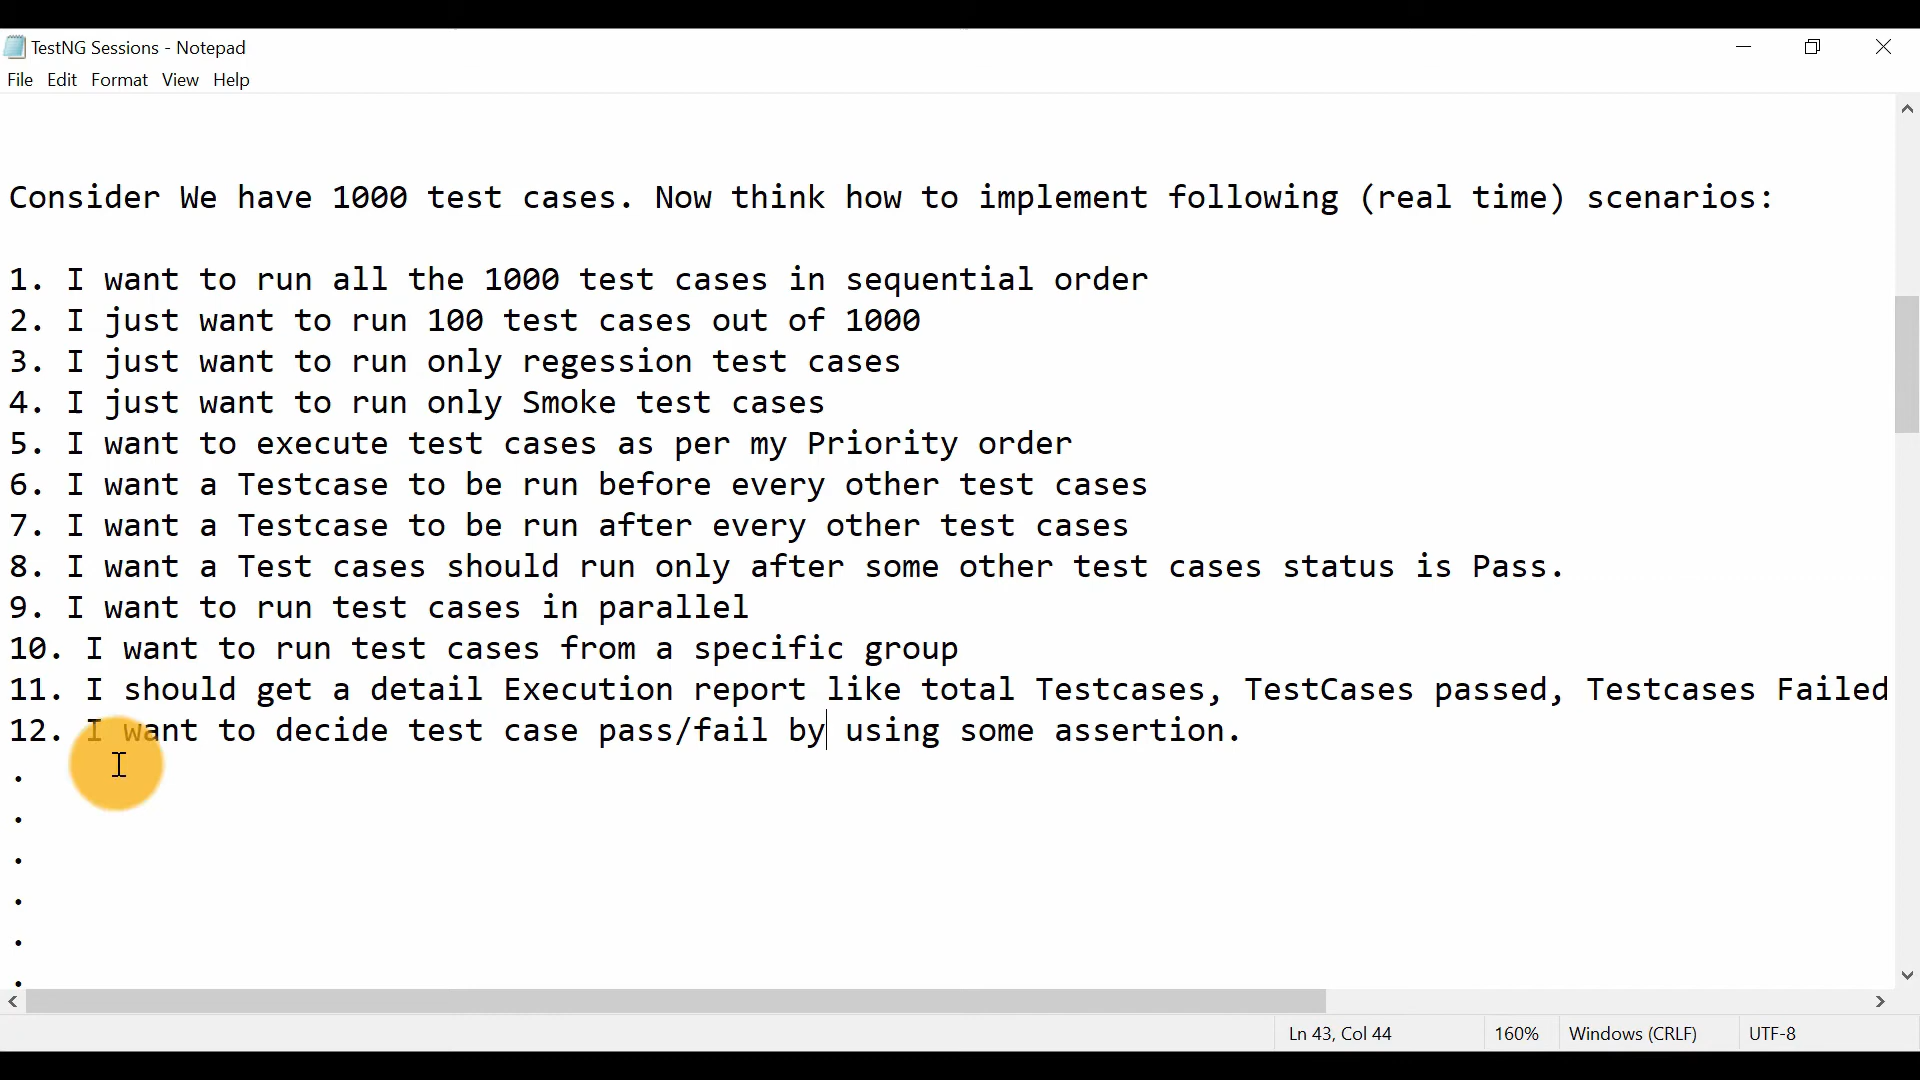 TestNG Sessions - Notepad
File Edit Format View Help
Consider We have 1000 test cases. Now think how to implement following (real time) scenarios:
1. I want to run all the 1000 test cases in sequential order
2. I just want to run 100 test cases out of 1000
3. I just want to run only regession test cases
4. I just want to run only Smoke test cases
5. I want to execute test cases as per my Priority order
6. I want a Testcase to be run before every other test cases
7. I want a Testcase to be run after every other test cases
8. I want a Test cases should run only after some other test cases status is Pass.
9. I want to run test cases in parallel
10. I want to run test cases from a specific group
11. I should get a detail Execution report like total Testcases, TestCases passed, Testcases Failed
12. I want to decide test case pass/fail by using some assertion.
.
.
.
.
.
.
Ln 43, Col 44 160% Windows (CRLF) UTF-8